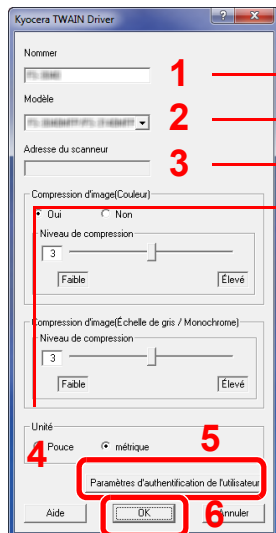 Kyocera TWAIN Driver
Nommer
1
Modèle
2
Adresse du scanneur
3
Compression d'image(Couleur)
Oui Non
Niveau de compression
3
Faible Élevé
Compression d'image(Échelle de gris / Monochrome)
Niveau de compression
3
Faible Élevé
Unité
4 Pouce métrique 5
Paramètres d'authentification de l'utilisateur
Aide OK 6 Annuler